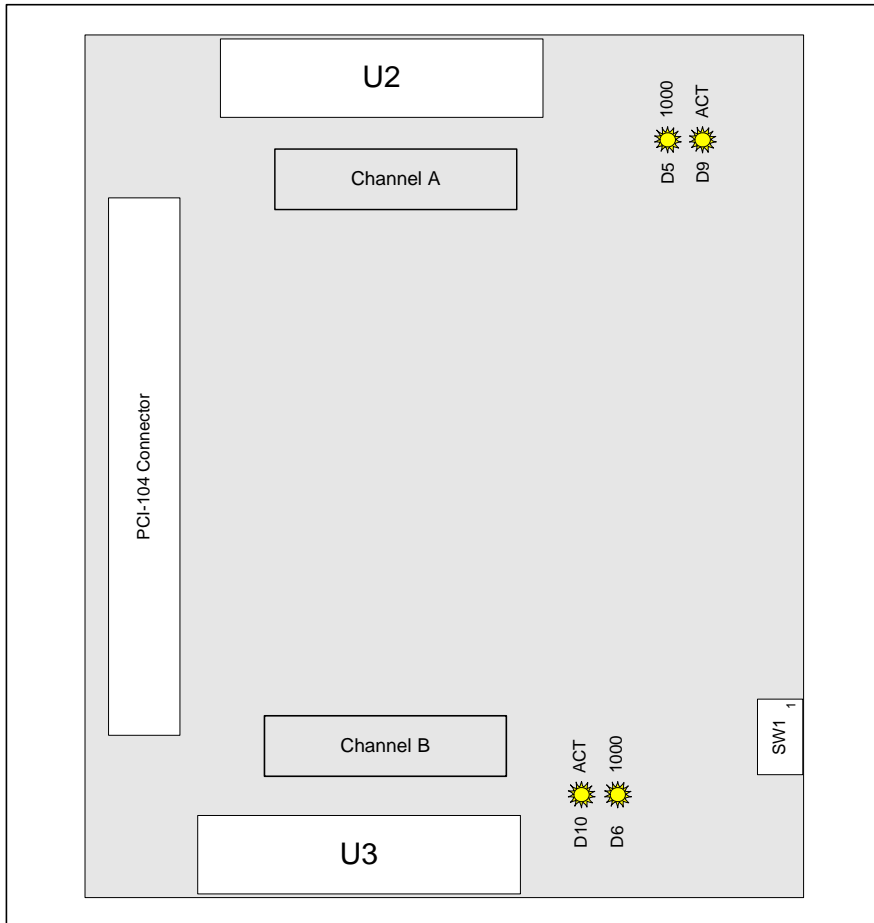 U2
1000
ACT
D5
D9
Channel A
PCI-104 Connector
SW1
1
Channel B
ACT
1000
D10
D6
U3